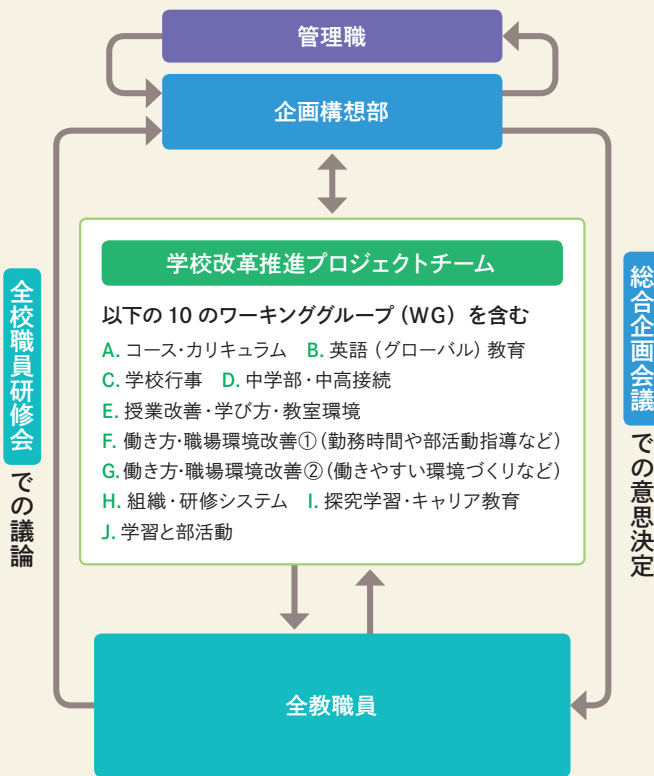 管理職
企画構想部
学校改革推進プロジェクトチーム
以下の 10 のワーキンググループ（WG）を含む
A. コース・カリキュラム B. 英語（グローバル）教育
C. 学校行事 D. 中学部・中高接続
E. 授業改善・学び方・教室環境
F. 働き方・職場環境改善①（勤務時間や部活動指導など）
G. 働き方・職場環境改善②（働きやすい環境づくりなど）
H. 組織・研修システム I. 探究学習・キャリア教育
J. 学習と部活動
全教職員
全校職員研修会での議論
総合企画会議での意思決定